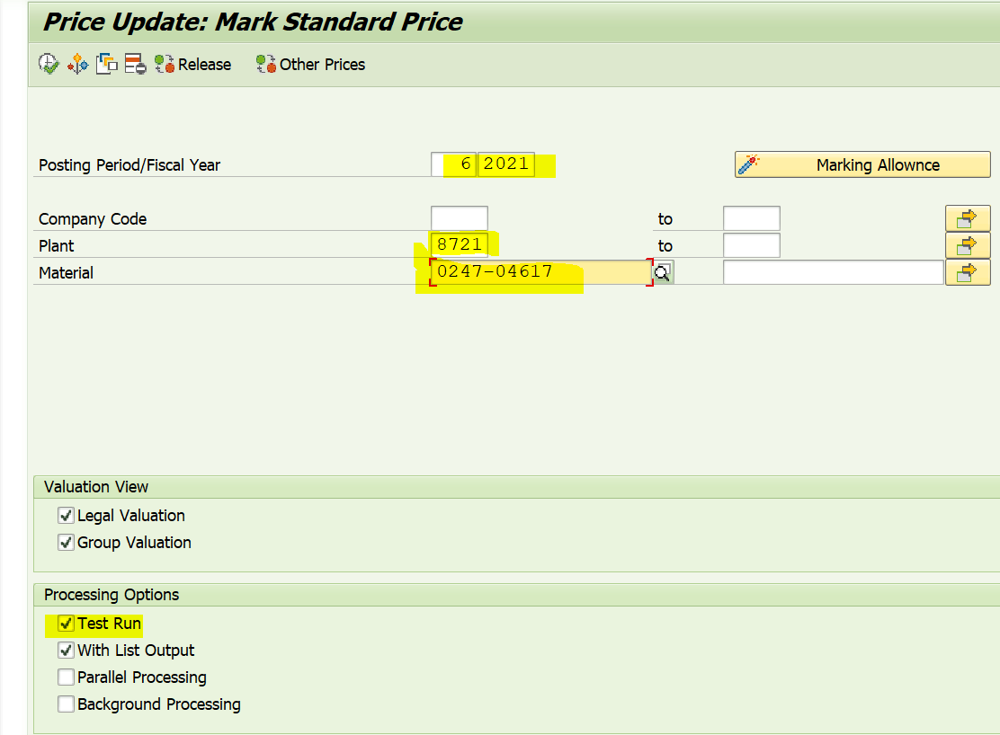 Price Update: Mark Standard Price
Release Other Prices
Posting Period/Fiscal Year 6 2021 Marking Allownce
Company Code to
Plant 8721 to
Material 0247-04617
Valuation View
Legal Valuation
Group Valuation
Processing Options
Test Run
With List Output
Parallel Processing
Background Processing